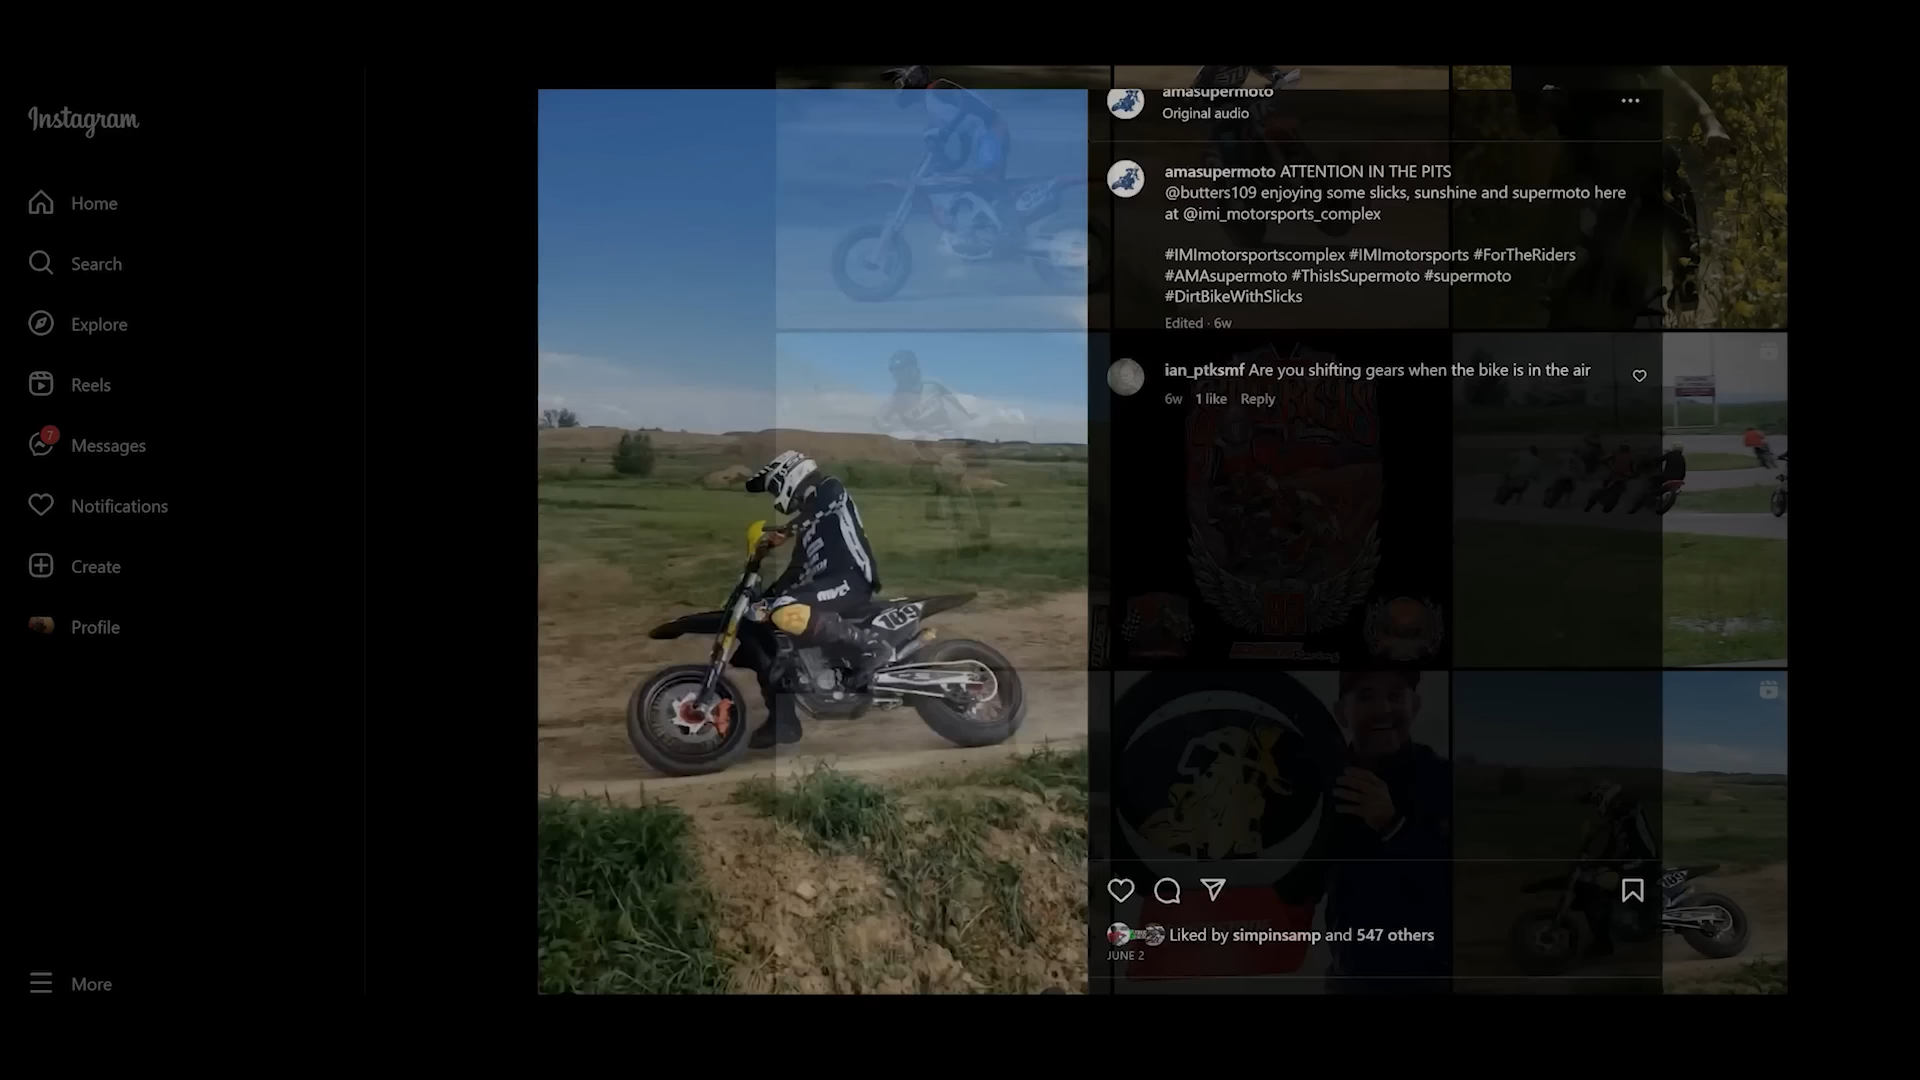 Instagram
Home
Search
Explore
Reels
7
Messages
Notifications
Create
Profile
More
amasupermoto
Original audio
amasupermoto ATTENTION IN THE PITS
@butters109 enjoying some slicks, sunshine and supermoto here
at @imi_motorsports_complex
#IMImotorsportscomplex #IMImotorsports #ForTheRiders
#AMAsupermoto #ThisIsSupermoto #supermoto
#DirtBikeWithSlicks
Edited · 6w
ian_ptksmf Are you shifting gears when the bike is in the air
6w 1 like Reply
Liked by simpinsamp and 547 others
JUNE 2
189
189